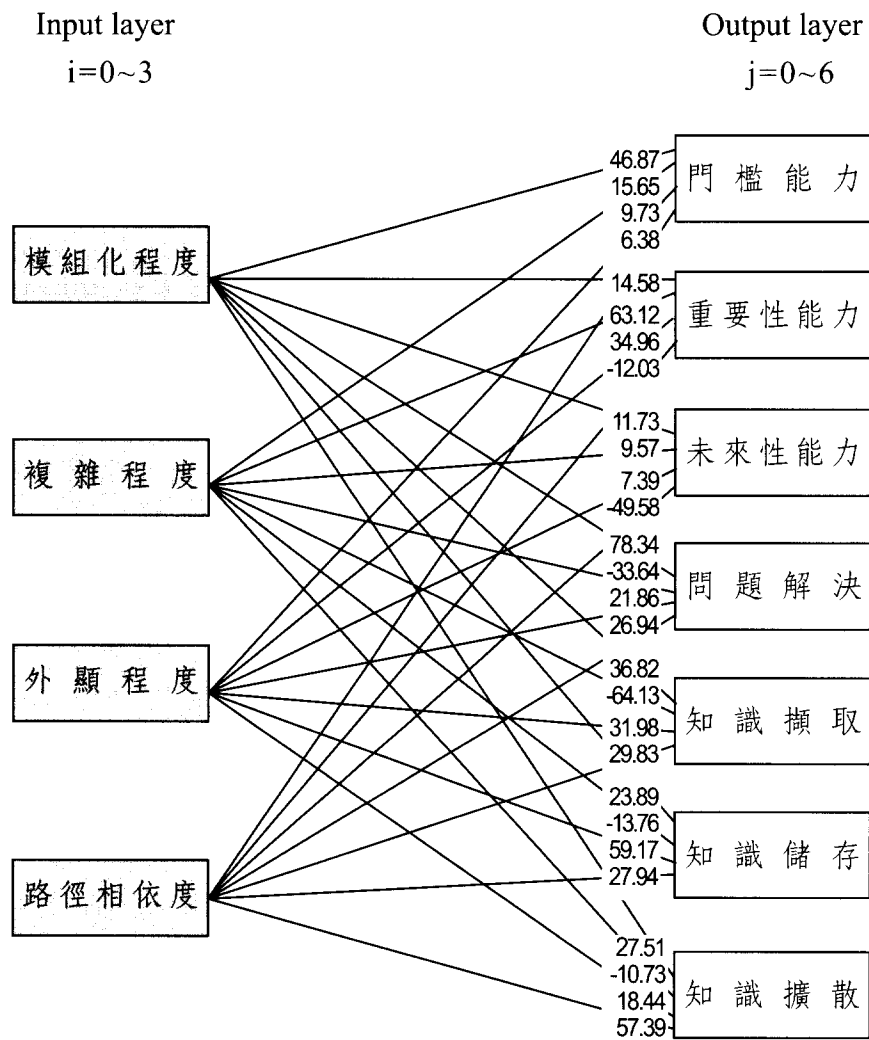 Input layer
i=0~3
Output layer
j=0~6
模組化程度
複雜程度
外顯程度
路徑相依度
46.87
15.65
9.73
6.38
門檻能力
14.58
63.12
34.96
-12.03
重要性能力
11.73
9.57
7.39
-49.58
未來性能力
78.34
-33.64
21.86
26.94
問題解決
36.82
-64.13
31.98
29.83
知識擷取
23.89
-13.76
59.17
27.94
知識儲存
27.51
-10.73
18.44
57.39
知識擴散